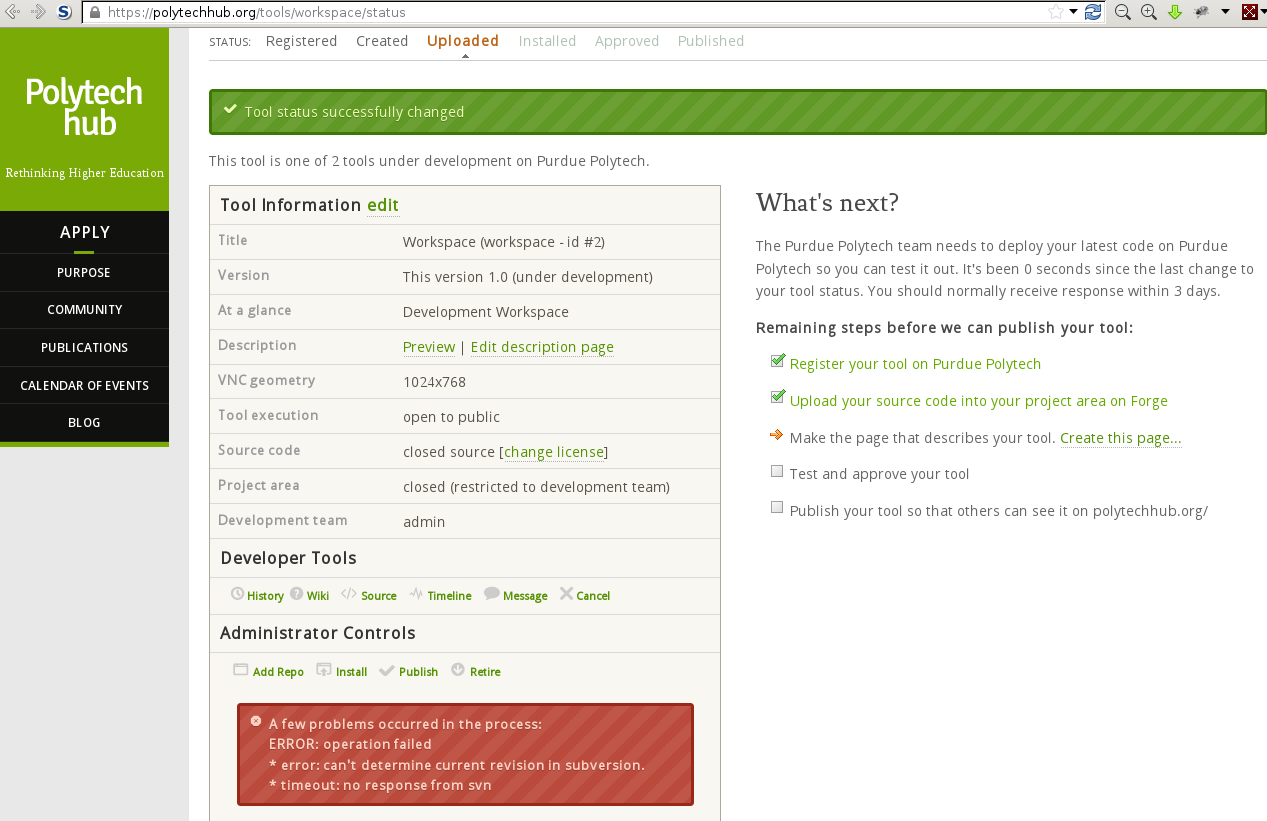 https://polytechhub.org/tools/workspace/status
Polytech
hub
Rethinking Higher Education
APPLY
PURPOSE
COMMUNITY
PUBLICATIONS
CALENDAR OF EVENTS
BLOG
STATUS: Registered Created Uploaded Installed Approved Published
Tool status successfully changed
This tool is one of 2 tools under development on Purdue Polytech.
Tool Information edit
Title Workspace (workspace - id #2)
Version This version 1.0 (under development)
At a glance Development Workspace
Description Preview | Edit description page
VNC geometry 1024x768
Tool execution open to public
Source code closed source [change license]
Project area closed (restricted to development team)
Development team admin
Developer Tools
History Wiki Source Timeline Message Cancel
Administrator Controls
Add Repo Install Publish Retire
A few problems occurred in the process:
ERROR: operation failed
* error: can't determine current revision in subversion.
* timeout: no response from svn
What's next?
The Purdue Polytech team needs to deploy your latest code on Purdue
Polytech so you can test it out. It's been 0 seconds since the last change to
your tool status. You should normally receive response within 3 days.
Remaining steps before we can publish your tool:
Register your tool on Purdue Polytech
Upload your source code into your project area on Forge
Make the page that describes your tool. Create this page...
Test and approve your tool
Publish your tool so that others can see it on polytechhub.org/